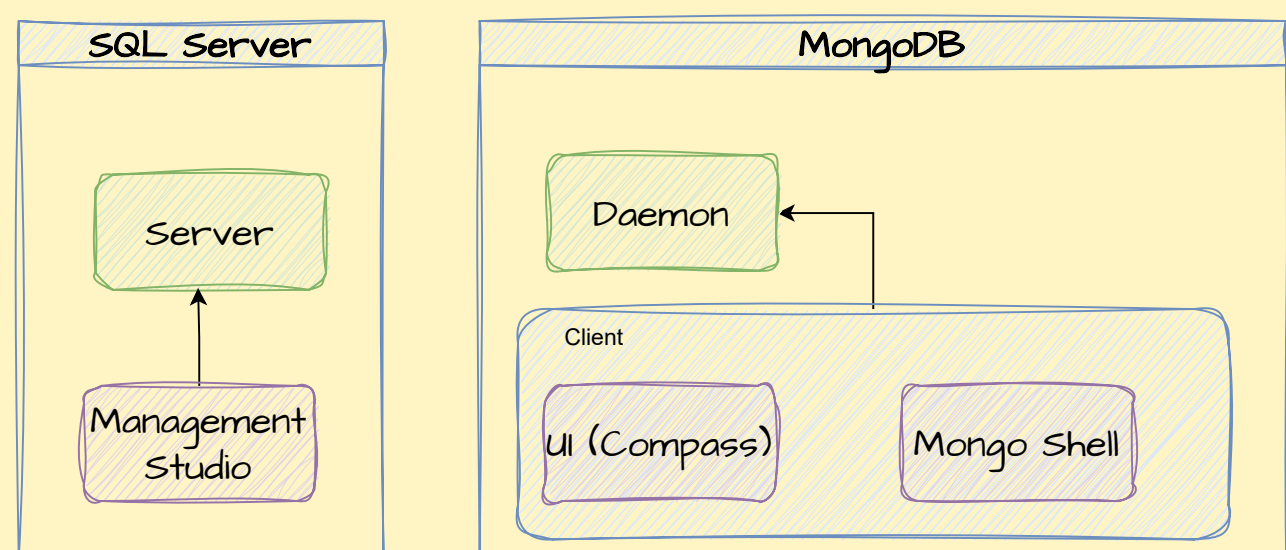 SQL Server
MongoDB
Server
Daemon
Client
Management
Studio
UI (Compass)
Mongo Shell